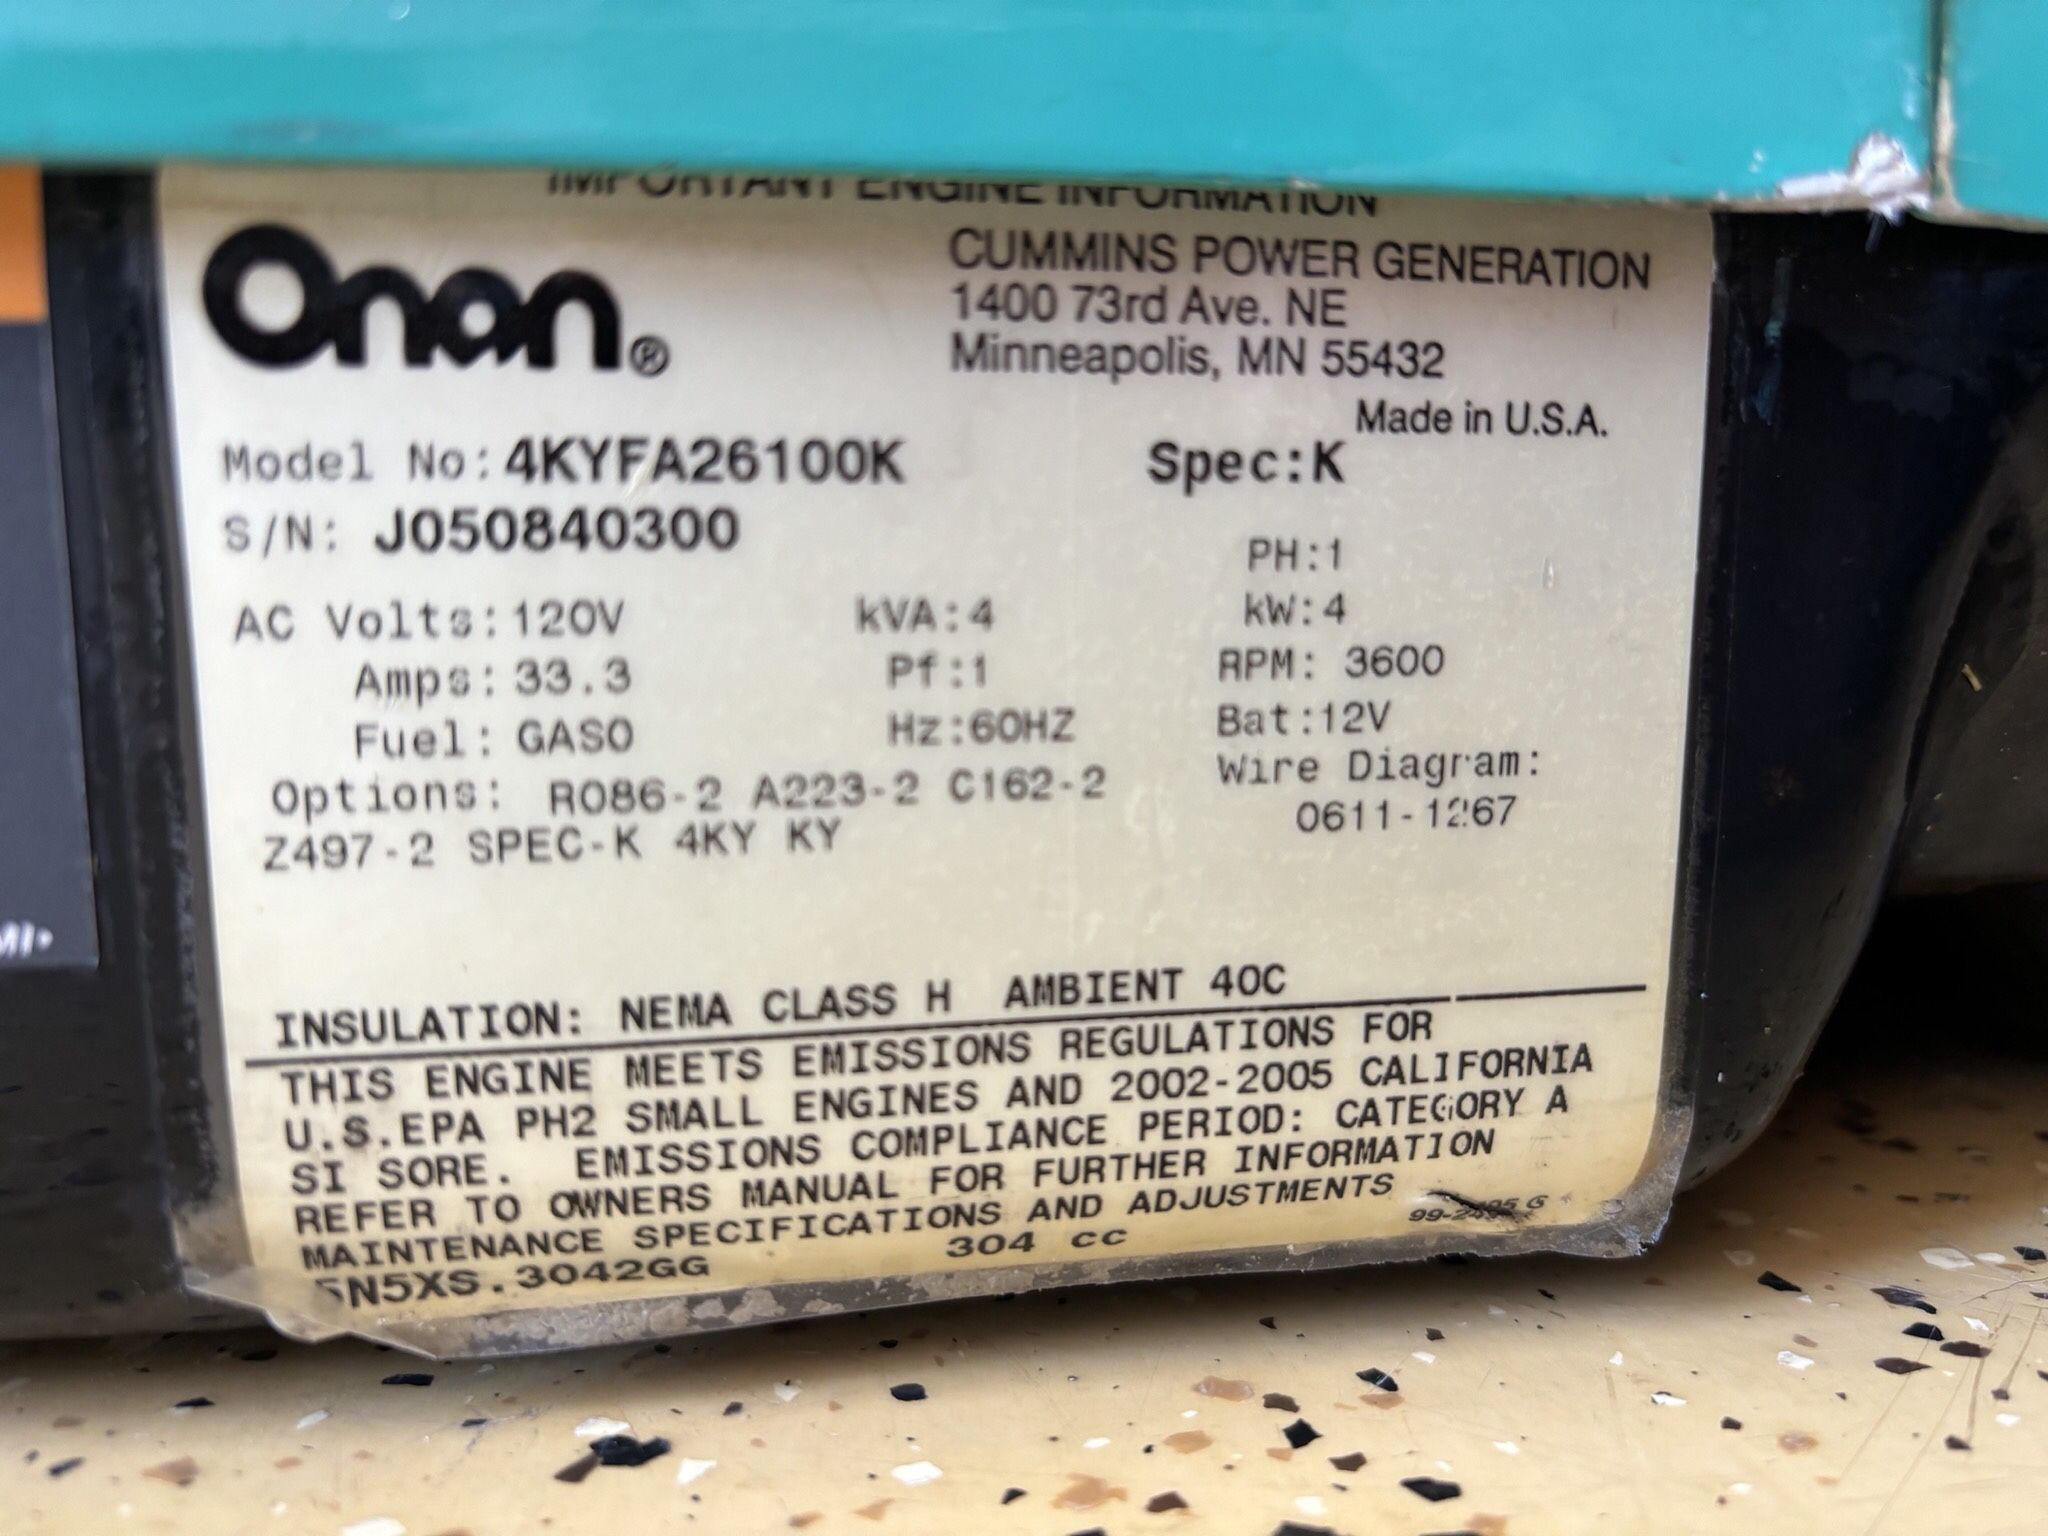 IMPORTANT ENGINE INFORMATION
Onan®
CUMMINS POWER GENERATION
1400 73rd Ave. NE
Minneapolis, MN 55432
Made in U.S.A.
Model No: 4KYFA26100K Spec:K
S/N: J050840300
PH:1
AC Volts:120V kVA:4 kW:4
Amps:33.3 Pf:1 RPM: 3600
Fuel: GASO Hz:60HZ Bat:12V
Options: R086-2 A223-2 C162-2 Wire Diagram:
Z497-2 SPEC-K 4KY KY 0611-1267
INSULATION: NEMA CLASS H AMBIENT 40C
THIS ENGINE MEETS EMISSIONS REGULATIONS FOR
U.S.EPA PH2 SMALL ENGINES AND 2002-2005 CALIFORNIA
SI SORE. EMISSIONS COMPLIANCE PERIOD: CATEGORY A
REFER TO OWNERS MANUAL FOR FURTHER INFORMATION
MAINTENANCE SPECIFICATIONS AND ADJUSTMENTS
5N5XS.3042GG 304 cc